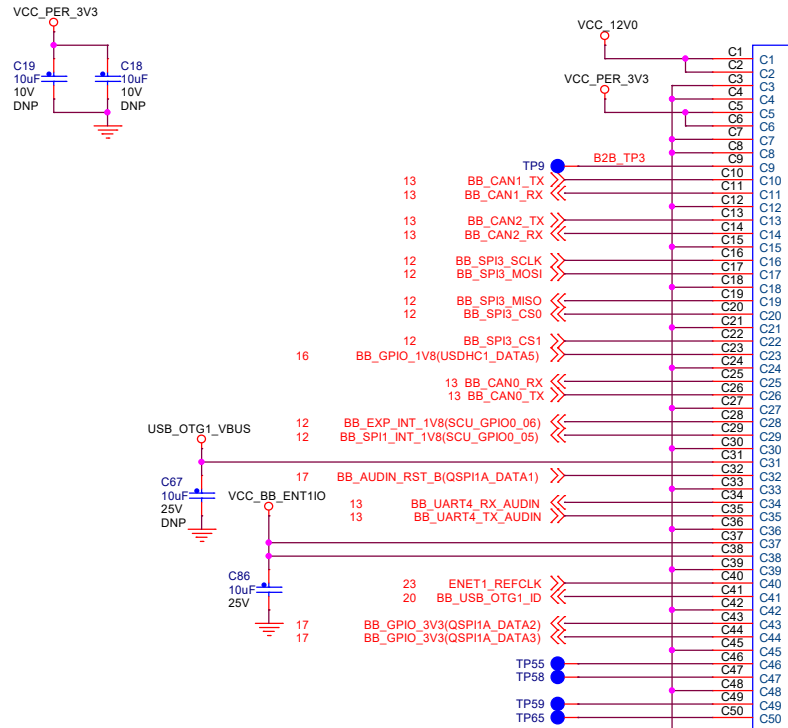 VCC_PER_3V3
C19
10uF
10V
DNP
C18
10uF
10V
DNP
VCC_12V0
VCC_PER_3V3
C1 C1
C2 C2
C3 C3
C4 C4
C5 C5
C6 C6
C7 C7
C8 C8
TP9 B2B_TP3 C9 C9
13 BB_CAN1_TX C10 C10
13 BB_CAN1_RX C11 C11
C12 C12
13 BB_CAN2_TX C13 C13
13 BB_CAN2_RX C14 C14
C15 C15
12 BB_SPI3_SCLK C16 C16
12 BB_SPI3_MOSI C17 C17
C18 C18
12 BB_SPI3_MISO C19 C19
12 BB_SPI3_CS0 C20 C20
C21 C21
12 BB_SPI3_CS1 C22 C22
16 BB_GPIO_1V8(USDHC1_DATA5) C23 C23
C24 C24
13 BB_CAN0_RX C25 C25
13 BB_CAN0_TX C26 C26
C27 C27
12 BB_EXP_INT_1V8(SCU_GPIO0_06) C28 C28
12 BB_SPI1_INT_1V8(SCU_GPIO0_05) C29 C29
C30 C30
USB_OTG1_VBUS
C31 C31
C67
10uF
25V
DNP
17 BB_AUDIN_RST_B(QSPI1A_DATA1) C32 C32
C33 C33
VCC_BB_ENT1IO
13 BB_UART4_RX_AUDIN C34 C34
13 BB_UART4_TX_AUDIN C35 C35
C36 C36
C37 C37
C38 C38
C39 C39
C86
10uF
25V
23 ENET1_REFCLK C40 C40
20 BB_USB_OTG1_ID C41 C41
C42 C42
17 BB_GPIO_3V3(QSPI1A_DATA2) C43 C43
17 BB_GPIO_3V3(QSPI1A_DATA3) C44 C44
C45 C45
TP55 C46 C46
TP58 C47 C47
C48 C48
TP59 C49 C49
TP65 C50 C50